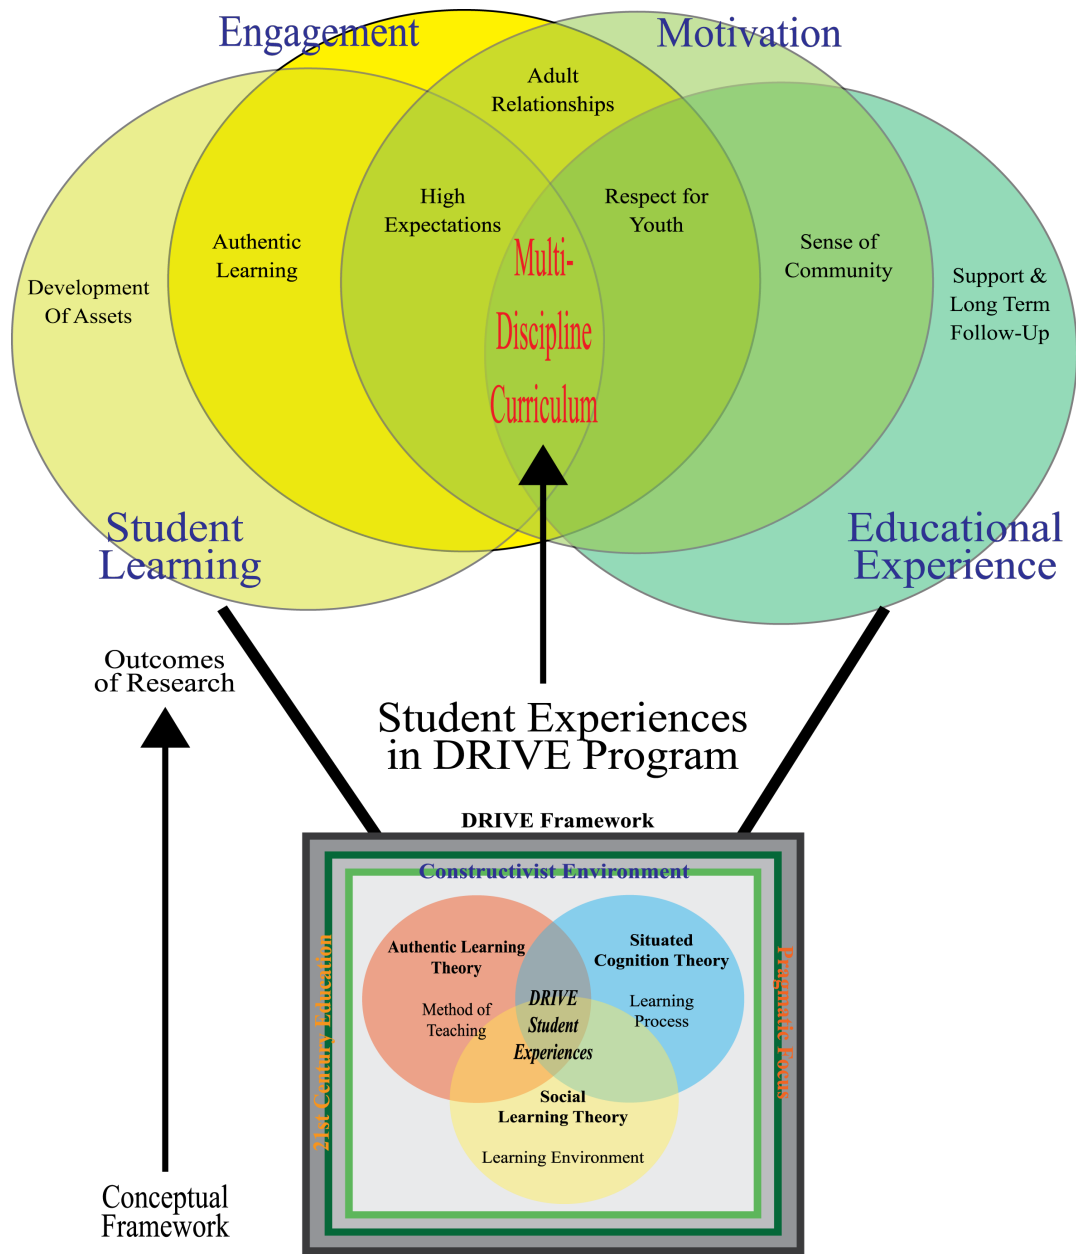 Engagement
Motivation
Adult
Relationships
High
Expectations
Respect for
Youth
Authentic
Learning
Sense of
Community
Development
Of Assets
Support &
Long Term
Follow-Up
Multi-
Discipline
Curriculum
Student
Learning
Educational
Experience
Outcomes
of Research
Student Experiences
in DRIVE Program
DRIVE Framework
Constructivist Environment
21st Century Education
Pragmatic Focus
Authentic Learning
Theory
Method of
Teaching
Situated
Cognition Theory
Learning
Process
DRIVE
Student
Experiences
Social
Learning Theory
Learning Environment
Conceptual
Framework